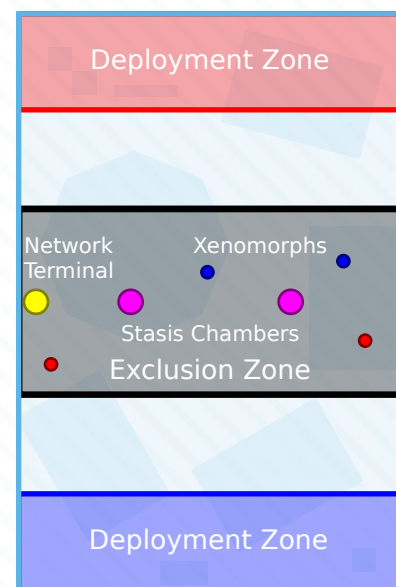 Deployment Zone
Network
Terminal
Xenomorphs
Stasis Chambers
Exclusion Zone
Deployment Zone